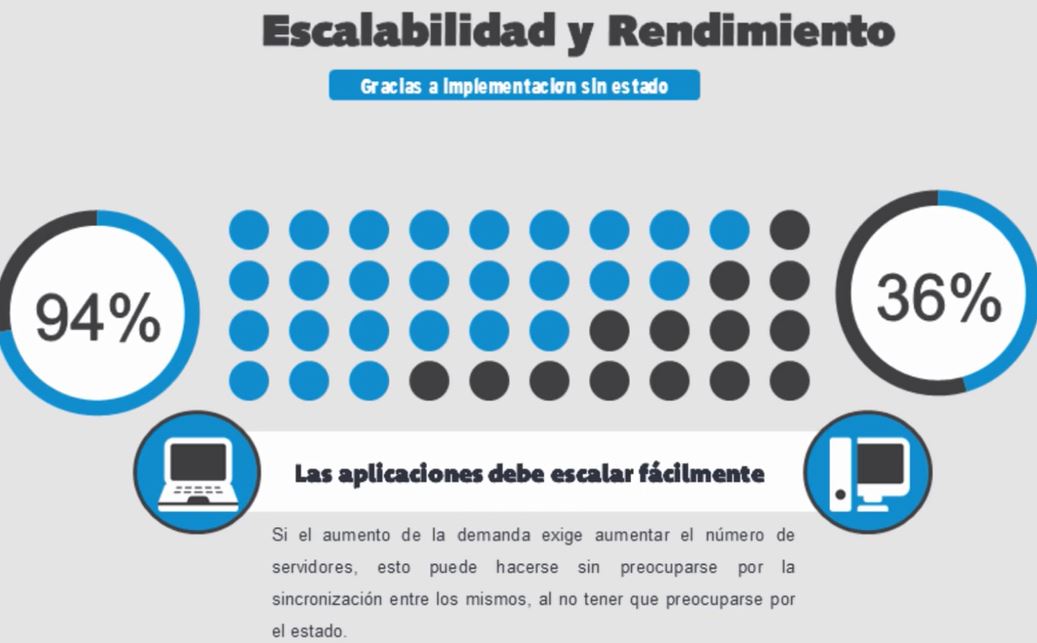 Escalabilidad y Rendimiento
Gracias a Implementacion sin estado
94%
36%
Las aplicaciones debe escalar fácilmente
Si el aumento de la demanda exige aumentar el número de
servidores, esto puede hacerse sin preocuparse por la
sincronización entre los mismos, al no tener que preocuparse por
el estado.